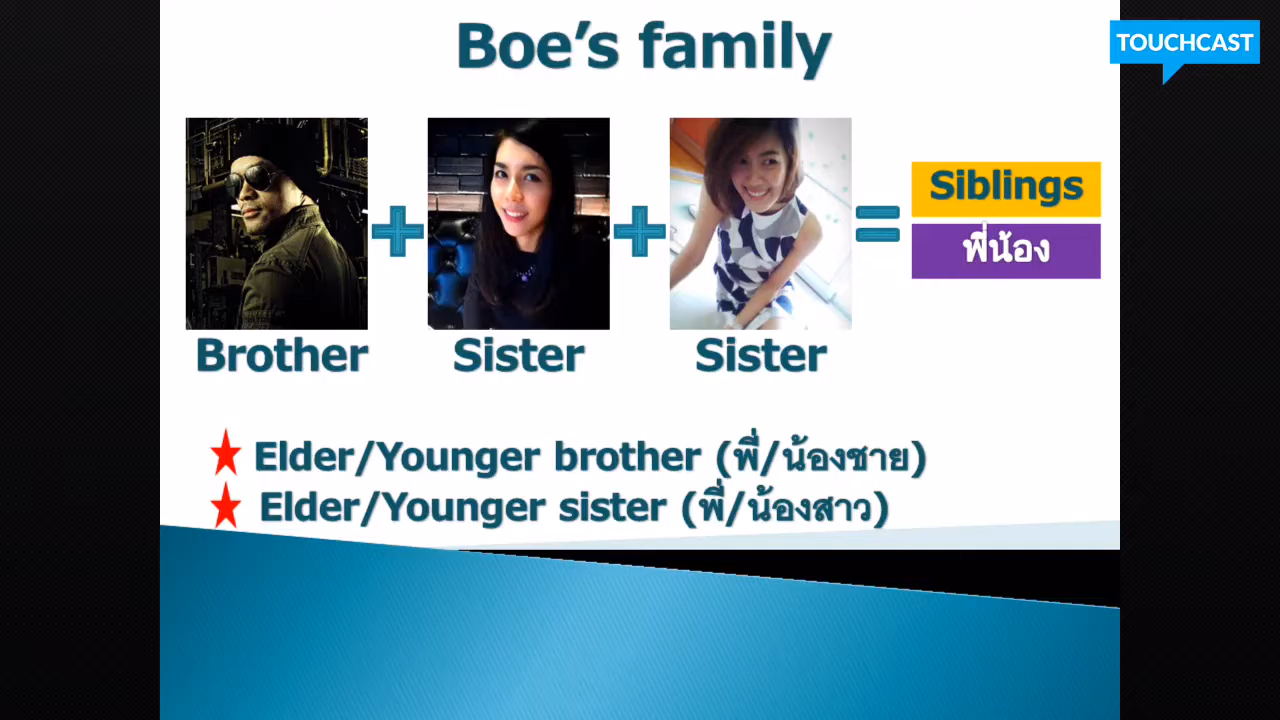 Boe's family
TOUCHCAST
Siblings
พี่น้อง
Brother
Sister
Sister
Elder/Younger brother (พี่/น้องชาย)
Elder/Younger sister (พี่/น้องสาว)